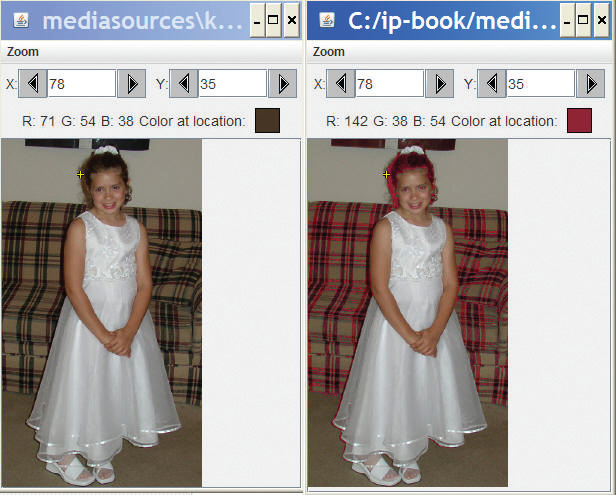 mediasources\k...
Zoom
X: 78 Y: 35
R: 71 G: 54 B: 38 Color at location:
C:/ip-book/medi...
Zoom
X: 78 Y: 35
R: 142 G: 38 B: 54 Color at location: